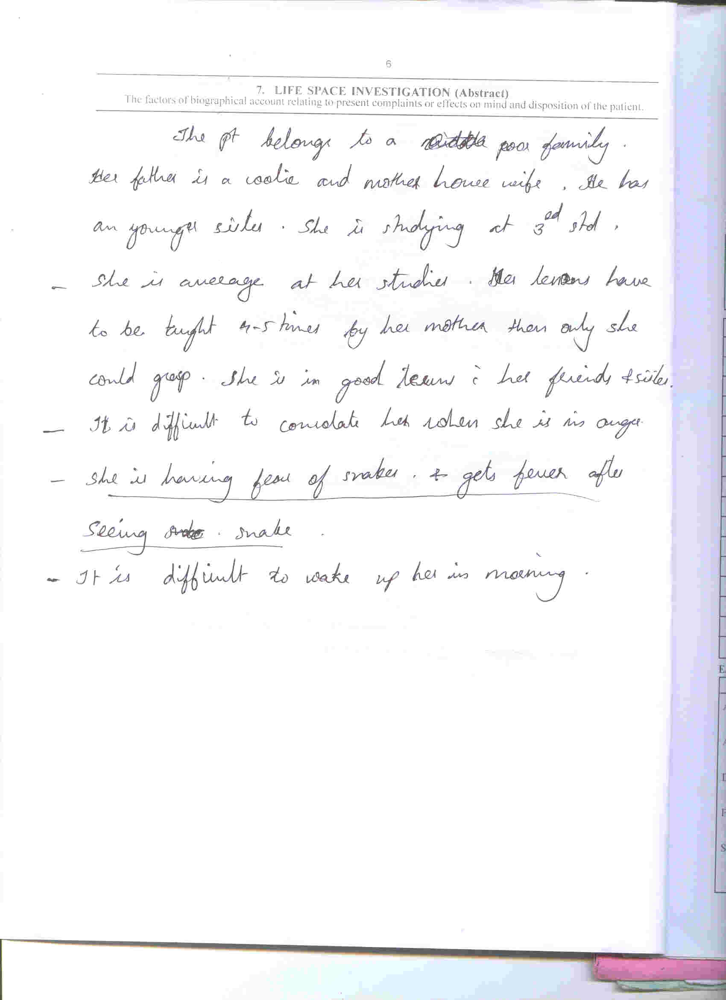 6
7. LIFE SPACE INVESTIGATION (Abstract)
The factors of biographical account relating to present complaints or effects on mind and disposition of the patient.
The pt belongs to a poor family.
Her father is a coolie and mother house wife. He has
an younger sister. She is studying at 3rd std.
- She is average at her studies. Her lessons have
to be taught 4-5 times by her mother then only she
could grasp. She is in good terms c̄ her friends & sister.
- It is difficult to consolate her when she is in anger
- She is having fear of snakes. & gets fever after
seeing snake.
- It is difficult to wake up her in morning.